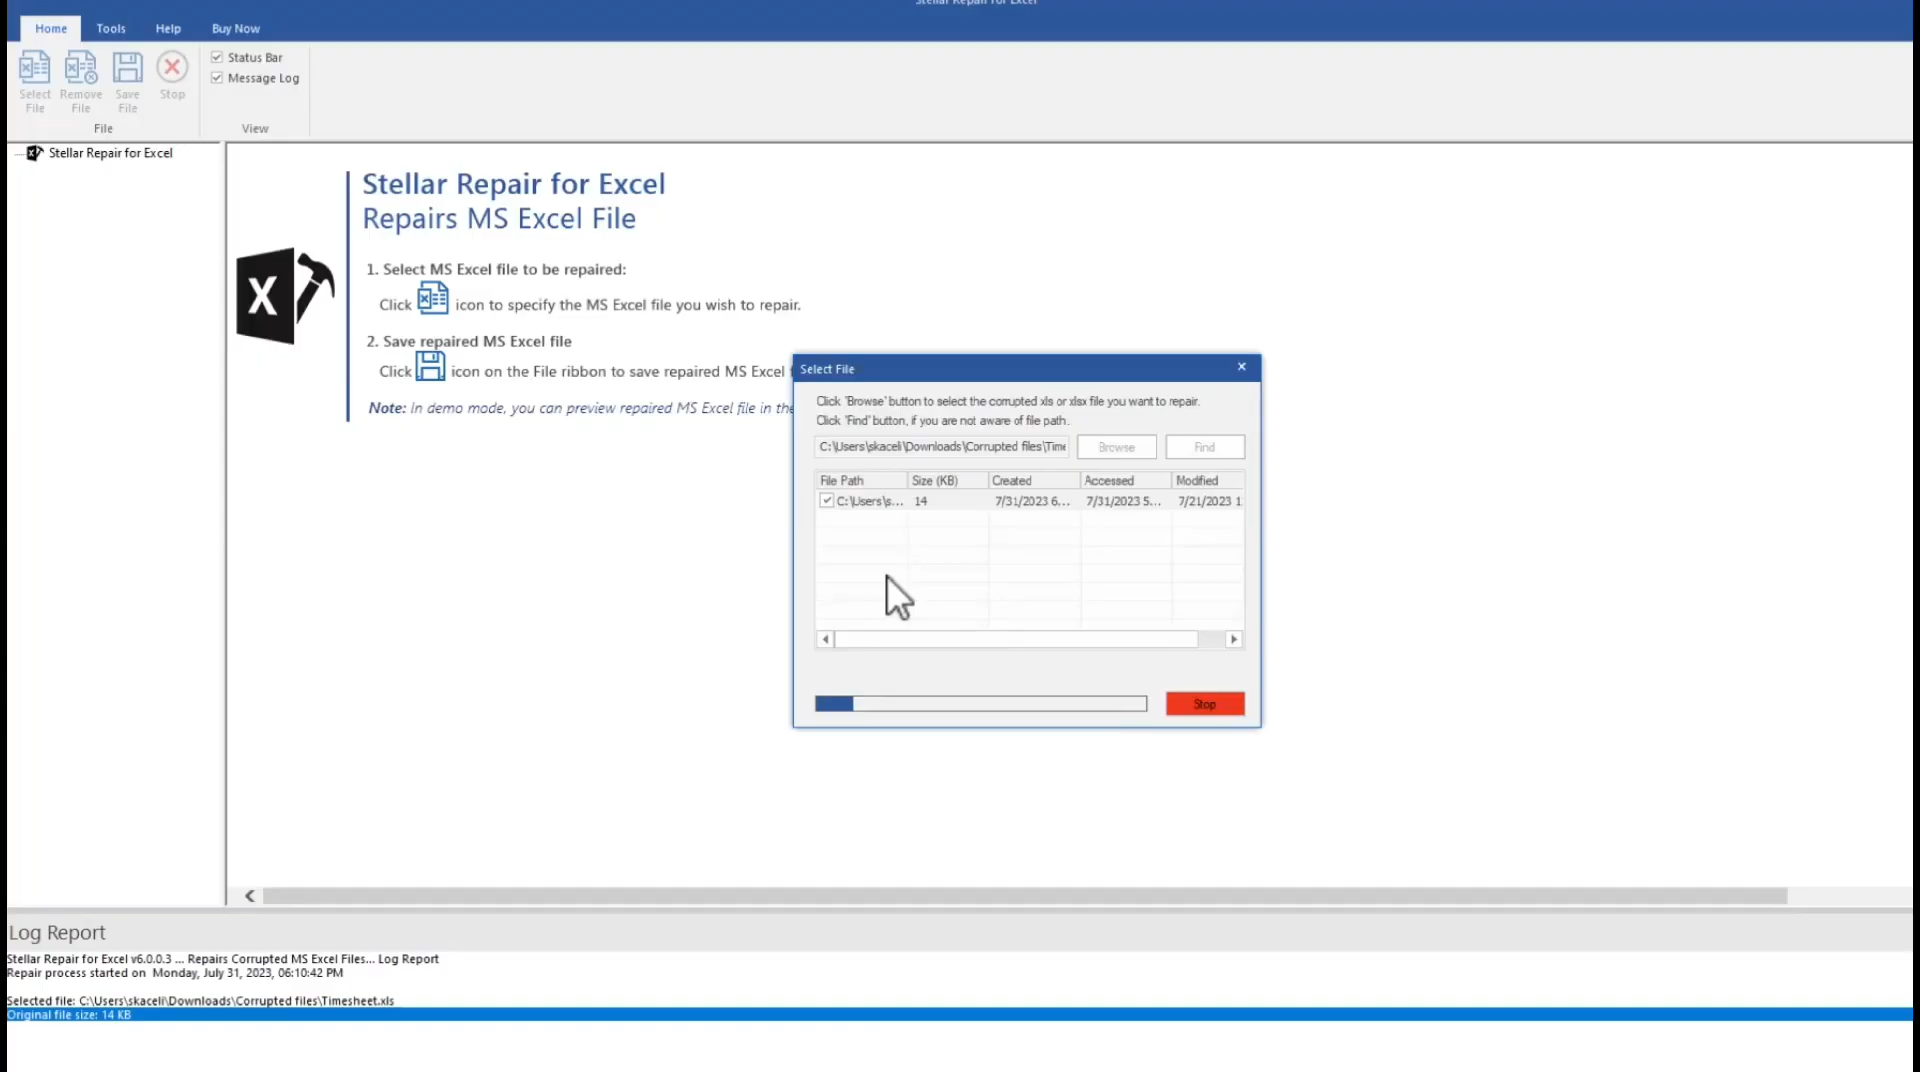 Stellar Repair for Excel
Home Tools Help Buy Now
Select File
Remove File
Save File
Stop
Status Bar
Message Log
File
View
Stellar Repair for Excel
Stellar Repair for Excel
Repairs MS Excel File
1. Select MS Excel file to be repaired:
Click icon to specify the MS Excel file you wish to repair.
2. Save repaired MS Excel file
Click icon on the File ribbon to save repaired MS Excel
Note: In demo mode, you can preview repaired MS Excel file in the
Select File
Click 'Browse' button to select the corrupted xls or xlsx file you want to repair.
Click 'Find' button, if you are not aware of file path.
C:\Users\skaceli\Downloads\Corrupted files\Time
Browse
Find
File Path Size (KB) Created Accessed Modified
C:\Users\s... 14 7/31/2023 6... 7/31/2023 5... 7/21/2023 1
Stop
Log Report
Stellar Repair for Excel v6.0.0.3 ... Repairs Corrupted MS Excel Files... Log Report
Repair process started on Monday, July 31, 2023, 06:10:42 PM
Selected file: C:\Users\skaceli\Downloads\Corrupted files\Timesheet.xls
Original file size: 14 KB